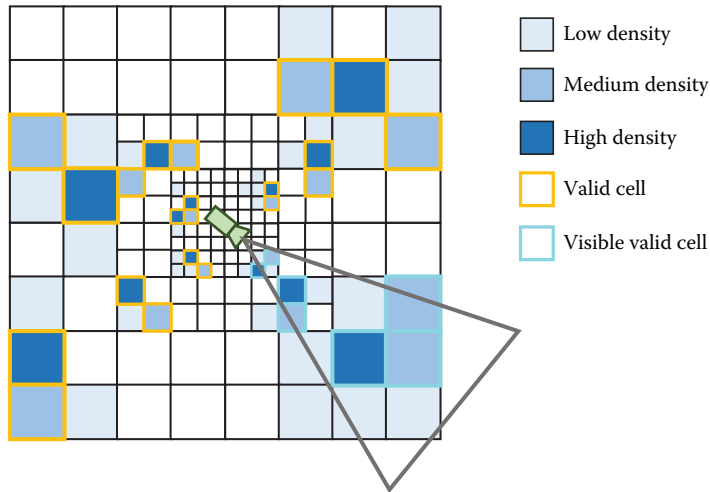 Low density
Medium density
High density
Valid cell
Visible valid cell